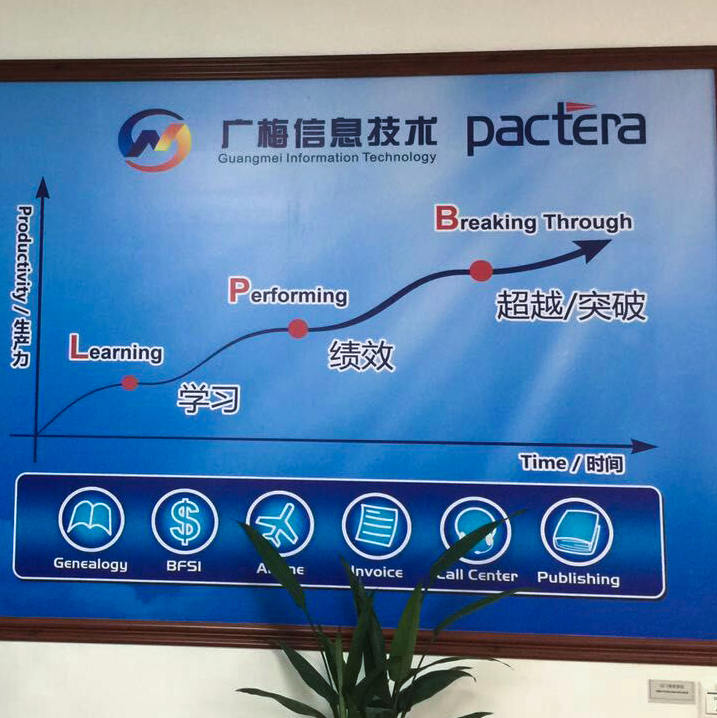 广梅信息技术
Guangmei Information Technology
pactera
Productivity / 生产力
Breaking Through
超越/突破
Performing
绩效
Learning
学习
Time / 时间
Genealogy
BFSI
Invoice
Call Center
Publishing